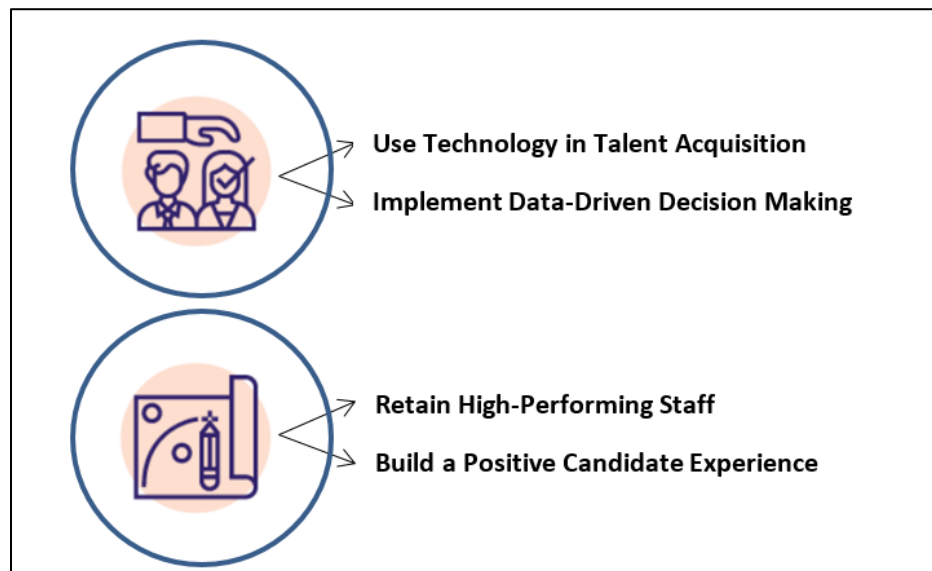 Use Technology in Talent Acquisition
Implement Data-Driven Decision Making
Retain High-Performing Staff
Build a Positive Candidate Experience